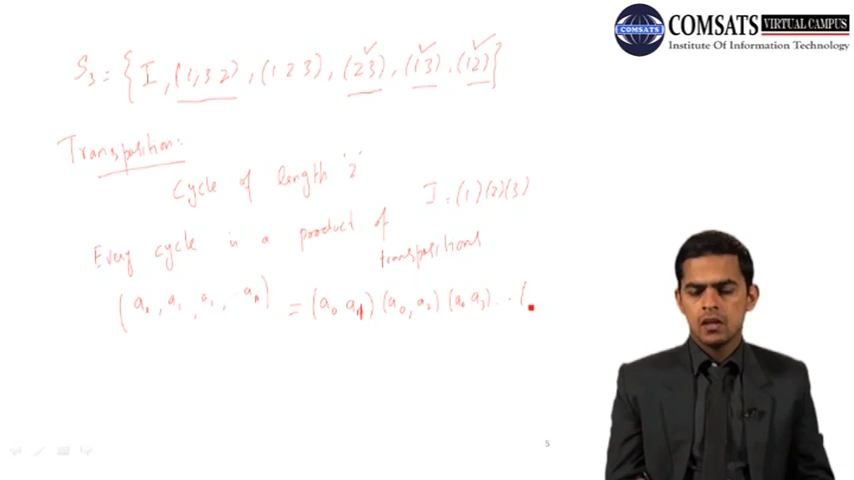 COMSATS VIRTUAL CAMPUS
Institute Of Information Technology
S₃ = { I, (1,3 2), (1 2 3), (2 3), (1 3), (1 2) }
Transposition:
Cycle of length '2'
I = (1)(2)(3)
Every cycle is a product of
transpositions
(a₀, a₁, a₂, ... aₙ) = (a₀ a₁)(a₀, a₂)(a₀ a₃) ... (
5